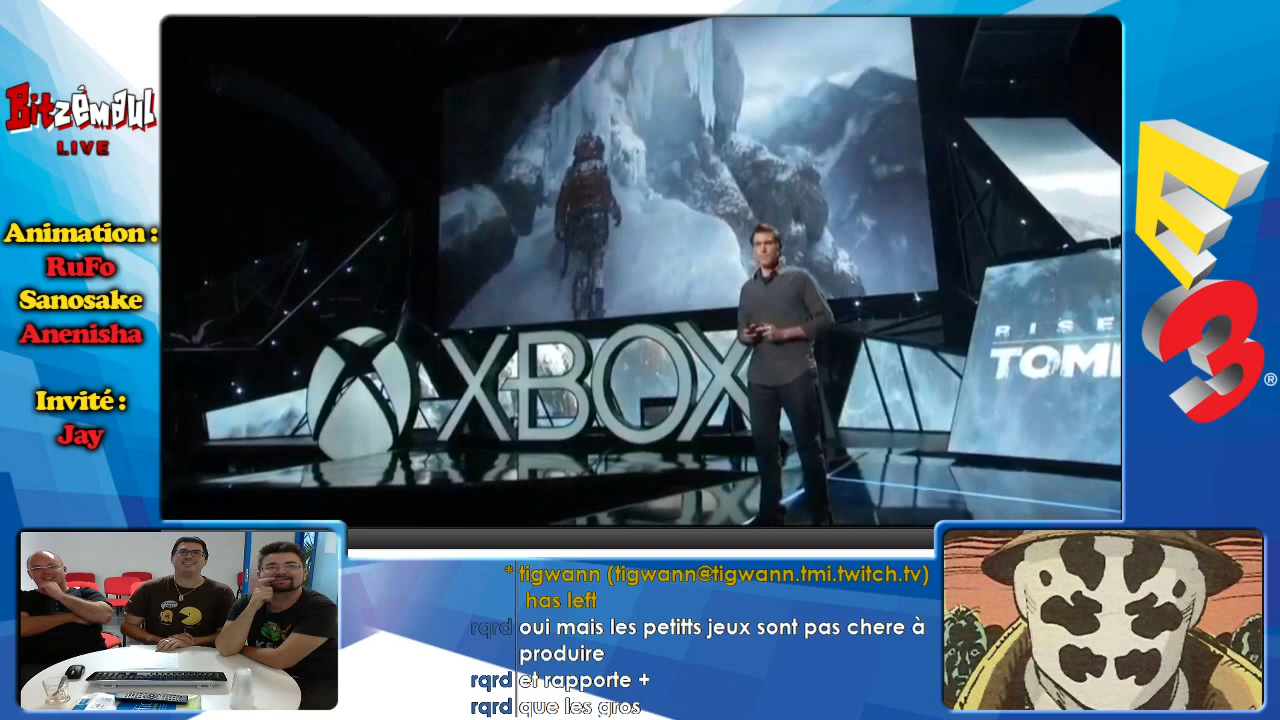 Bitzémaul
LIVE
Animation :
RuFo
Sanosake
Anenisha
Invité :
Jay
XBOX
RISE
TOMB
E3
®
* tigwann (tigwann@tigwann.tmi.twitch.tv)
has left
rqrd oui mais les petitts jeux sont pas chere à
produire
rqrd et rapporte +
rqrd que les gros